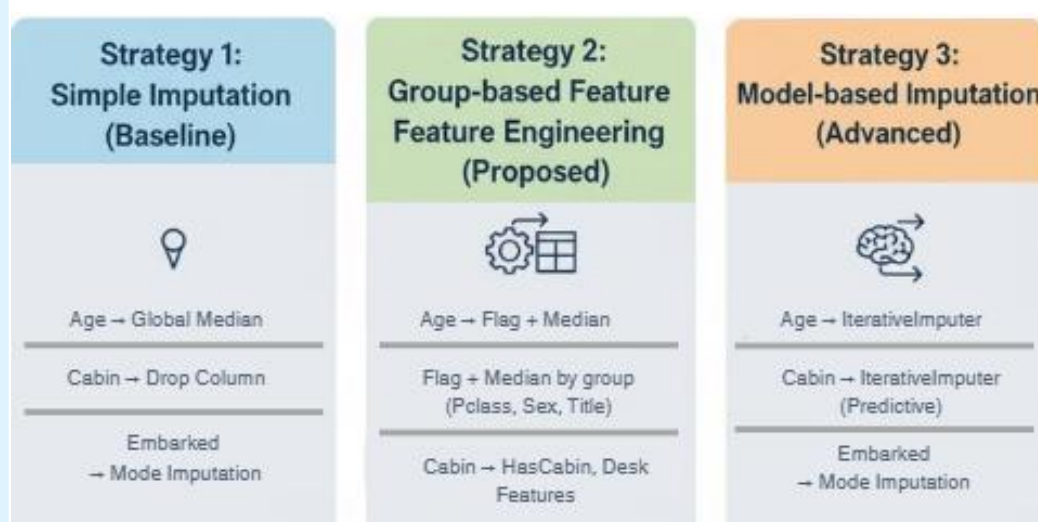 Strategy 1:
Simple Imputation
(Baseline)
Age → Global Median
Cabin → Drop Column
Embarked
→ Mode Imputation
Strategy 2:
Group-based Feature
Feature Engineering
(Proposed)
Age → Flag + Median
Flag + Median by group
(Pclass, Sex, Title)
Cabin → HasCabin, Desk
Features
Strategy 3:
Model-based Imputation
(Advanced)
Age → IterativeImputer
Cabin → IterativeImputer
(Predictive)
Embarked
→ Mode Imputation